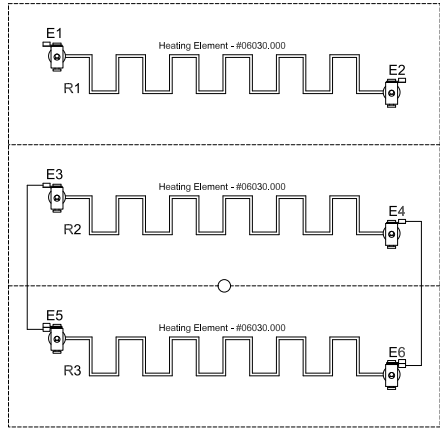 E1
Heating Element - #06030.000
E2
R1
E3
Heating Element - #06030.000
E4
R2
E5
Heating Element - #06030.000
E6
R3